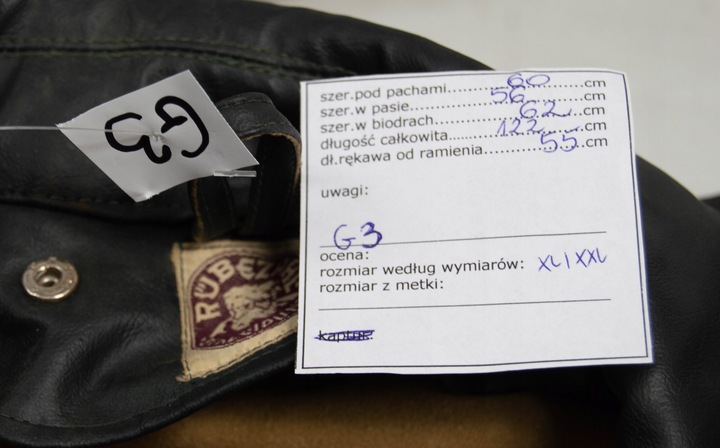 G3
szer.pod pachami..........60..........cm
szer.w pasie..........56..........cm
szer.w biodrach..........62..........cm
długość całkowita..........122..........cm
dł.rękawa od ramienia..........55..cm
uwagi:
G3
ocena:
rozmiar według wymiarów: XL/XXL
rozmiar z metki:
RÜBEZAHL